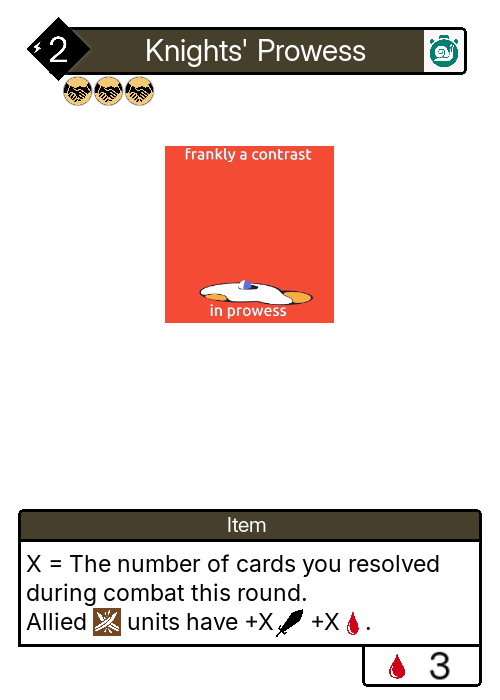 2
Knights' Prowess
frankly a contrast
in prowess
Item
X = The number of cards you resolved
during combat this round.
Allied units have +X +X .
3